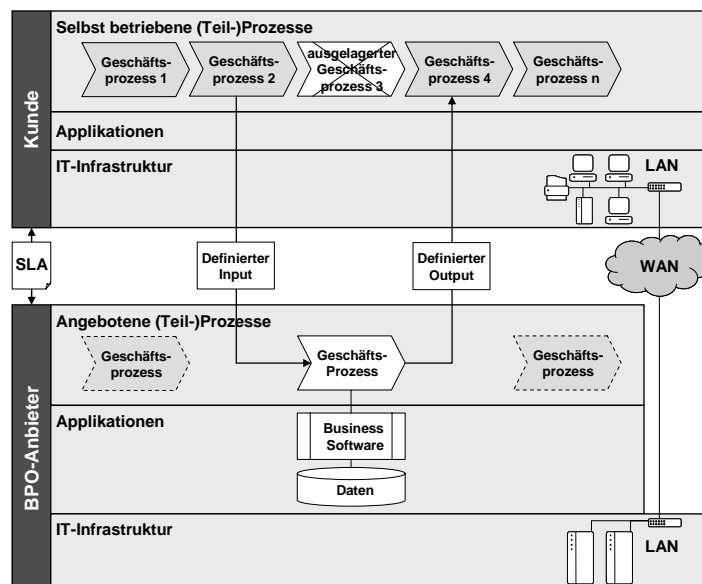 Kunde
Selbst betriebene (Teil-)Prozesse
Geschäfts-
prozess 1
Geschäfts-
prozess 2
ausgelagerter
Geschäfts-
prozess 3
Geschäfts-
prozess 4
Geschäfts-
prozess n
Applikationen
IT-Infrastruktur
LAN
SLA
Definierter
Input
Definierter
Output
WAN
BPO-Anbieter
Angebotene (Teil-)Prozesse
Geschäfts-
prozess
Geschäfts-
Prozess
Geschäfts-
prozess
Applikationen
Business
Software
Daten
IT-Infrastruktur
LAN